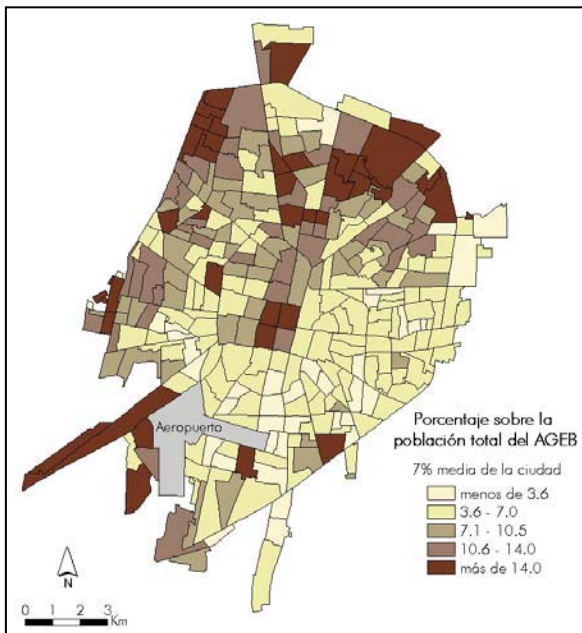 Aeropuerto
Porcentaje sobre la
población total del AGEB
7% media de la ciudad
menos de 3.6
3.6 - 7.0
7.1 - 10.5
10.6 - 14.0
más de 14.0
N
0 1 2 3
Km